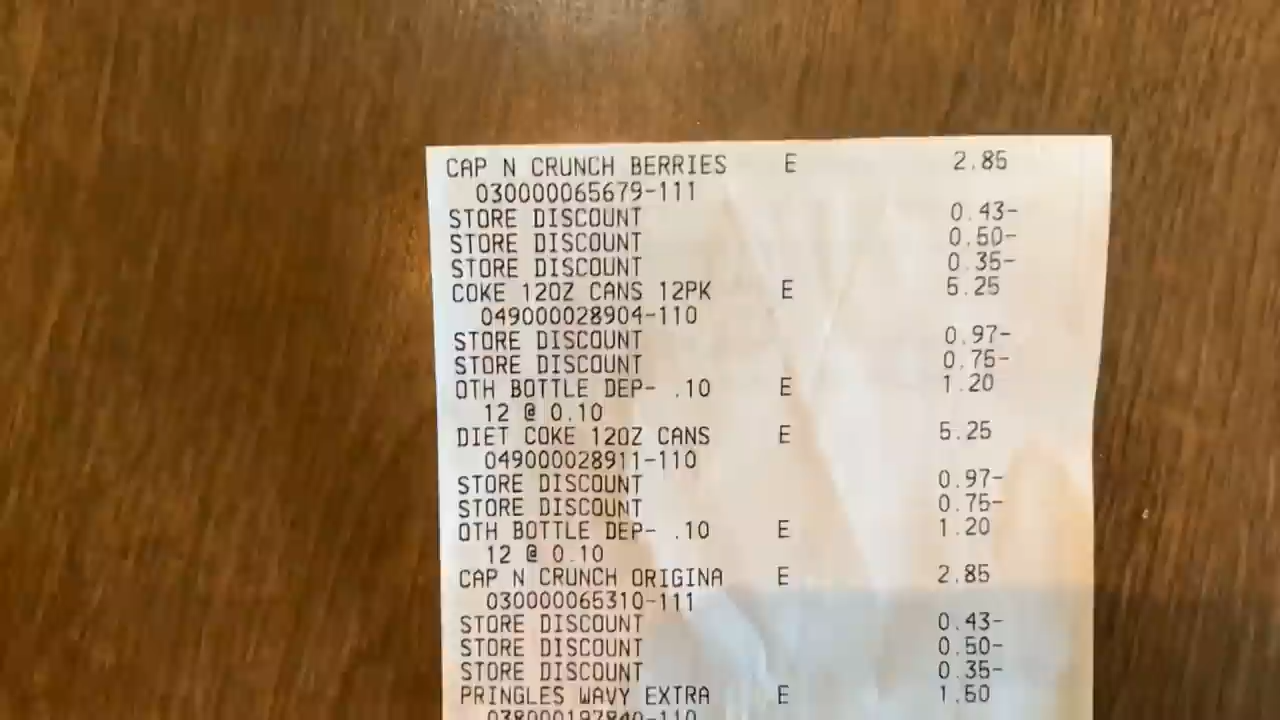 CAP N CRUNCH BERRIES E 2.85
030000065679-111
STORE DISCOUNT 0.43-
STORE DISCOUNT 0.50-
STORE DISCOUNT 0.35-
COKE 12OZ CANS 12PK E 5.25
049000028904-110
STORE DISCOUNT 0.97-
STORE DISCOUNT 0.75-
OTH BOTTLE DEP- .10 E 1.20
12 @ 0.10
DIET COKE 12OZ CANS E 5.25
049000028911-110
STORE DISCOUNT 0.97-
STORE DISCOUNT 0.75-
OTH BOTTLE DEP- .10 E 1.20
12 @ 0.10
CAP N CRUNCH ORIGINA E 2.85
030000065310-111
STORE DISCOUNT 0.43-
STORE DISCOUNT 0.50-
STORE DISCOUNT 0.35-
PRINGLES WAVY EXTRA E 1.50
038000197840-110